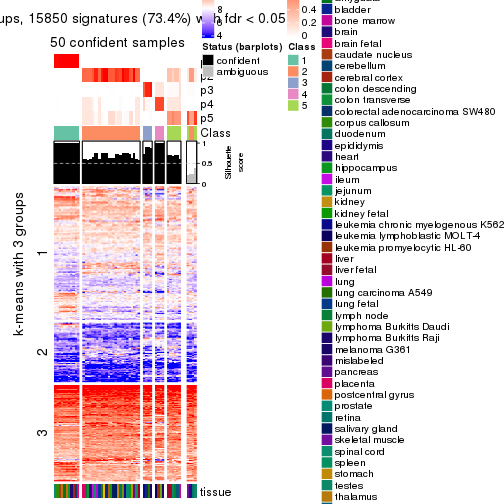 ups, 15850 signatures (73.4%) with fdr < 0.05
50 confident samples
p3
p4
p5
Class
1
0.5
0
Silhouette
score
k-means with 3 groups
1
2
3
tissue
8
6
4
Status (barplots)
confident
ambiguous
0.4
0.2
0
Class
1
2
3
4
5
bladder
bone marrow
brain
brain fetal
caudate nucleus
cerebellum
cerebral cortex
colon descending
colon transverse
colorectal adenocarcinoma SW480
corpus callosum
duodenum
epididymis
heart
hippocampus
ileum
jejunum
kidney
kidney fetal
leukemia chronic myelogenous K562
leukemia lymphoblastic MOLT-4
leukemia promyelocytic HL-60
liver
liver fetal
lung
lung carcinoma A549
lung fetal
lymph node
lymphoma Burkitts Daudi
lymphoma Burkitts Raji
melanoma G361
mislabeled
pancreas
placenta
postcentral gyrus
prostate
retina
salivary gland
skeletal muscle
spinal cord
spleen
stomach
testes
thalamus